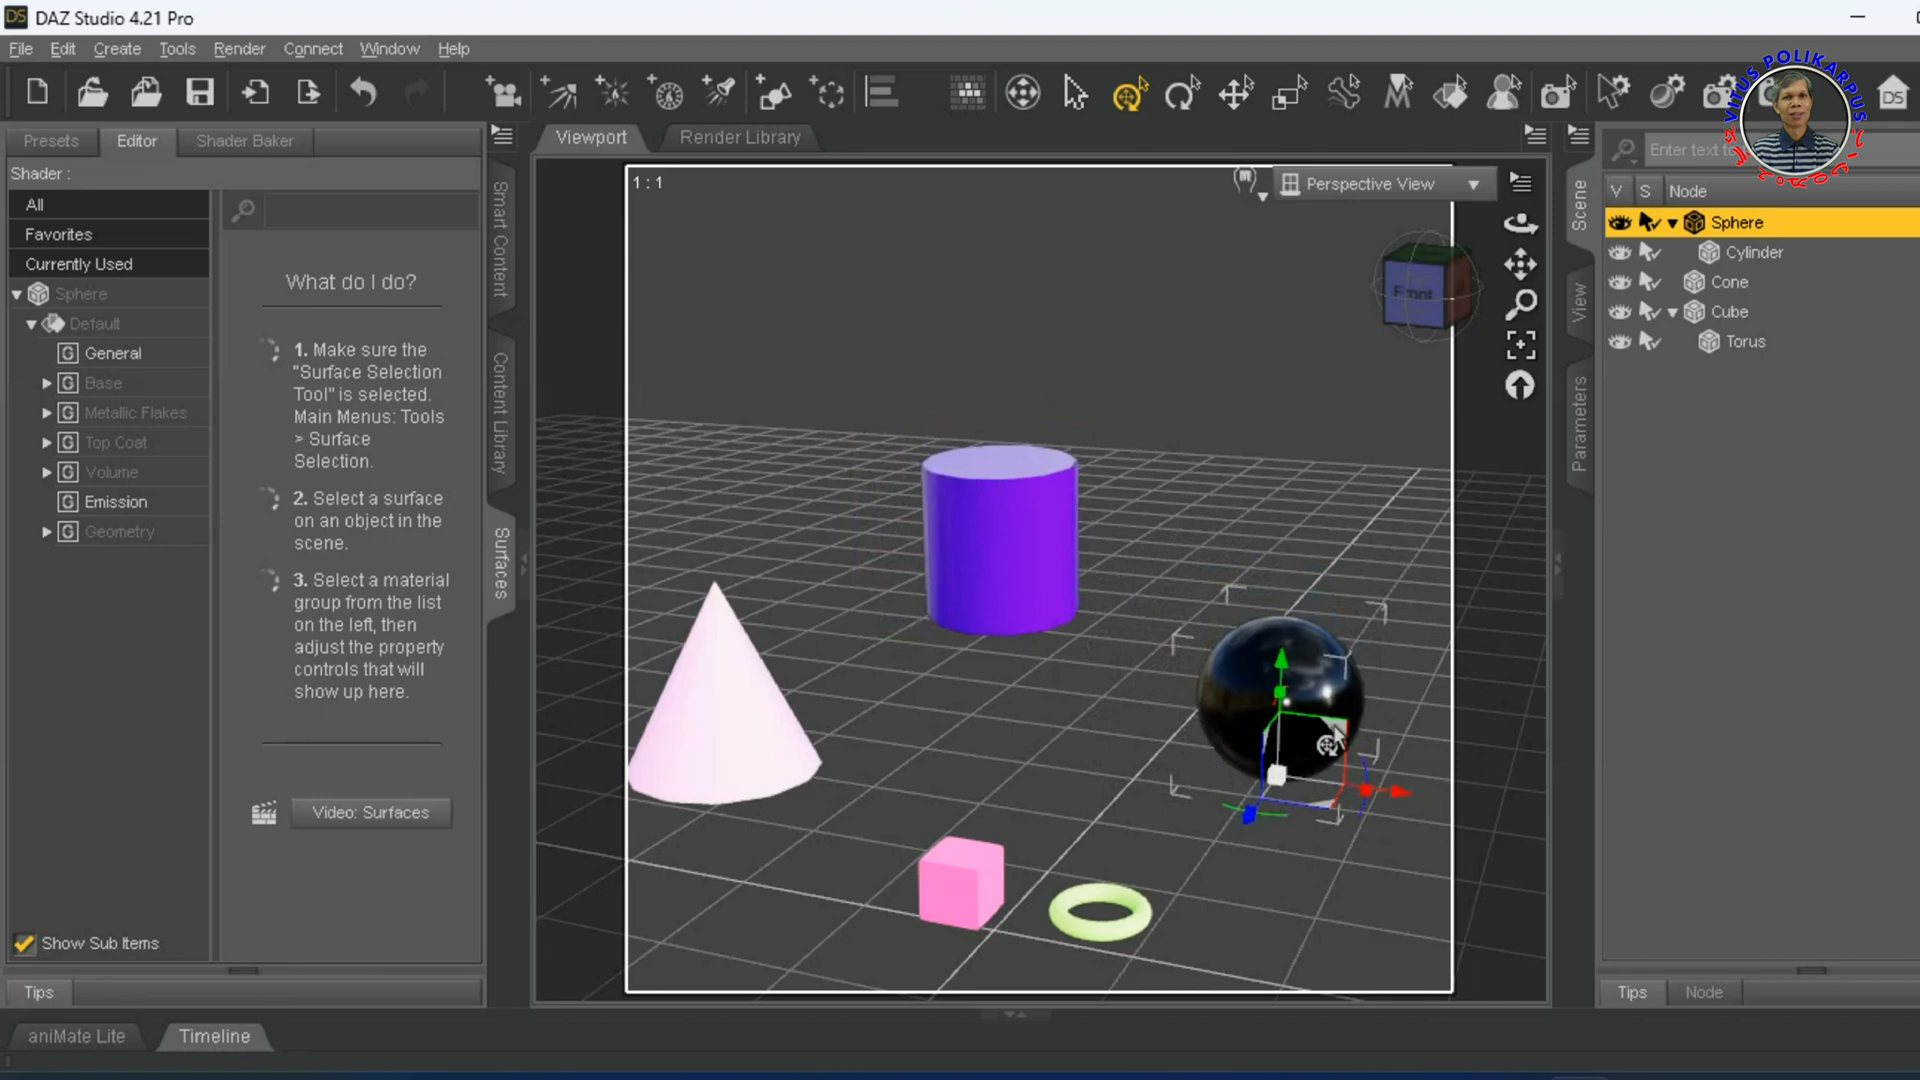 DS DAZ Studio 4.21 Pro
File Edit Create Tools Render Connect Window Help
VITUS POLIKARPUS
DS
Presets Editor Shader Baker
Viewport Render Library
Shader :
All
Favorites
Currently Used
Sphere
Default
G General
G Base
G Metallic Flakes
G Top Coat
G Volume
G Emission
G Geometry
Show Sub Items
What do I do?
1. Make sure the
"Surface Selection
Tool" is selected.
Main Menus: Tools
> Surface
Selection.
2. Select a surface
on an object in the
scene.
3. Select a material
group from the list
on the left, then
adjust the property
controls that will
show up here.
Video: Surfaces
Smart Content
Content Library
Surfaces
1 : 1
Perspective View
Front
Scene
View
Parameters
Enter text to
V S Node
Sphere
Cylinder
Cone
Cube
Torus
Tips
Tips Node
aniMate Lite Timeline